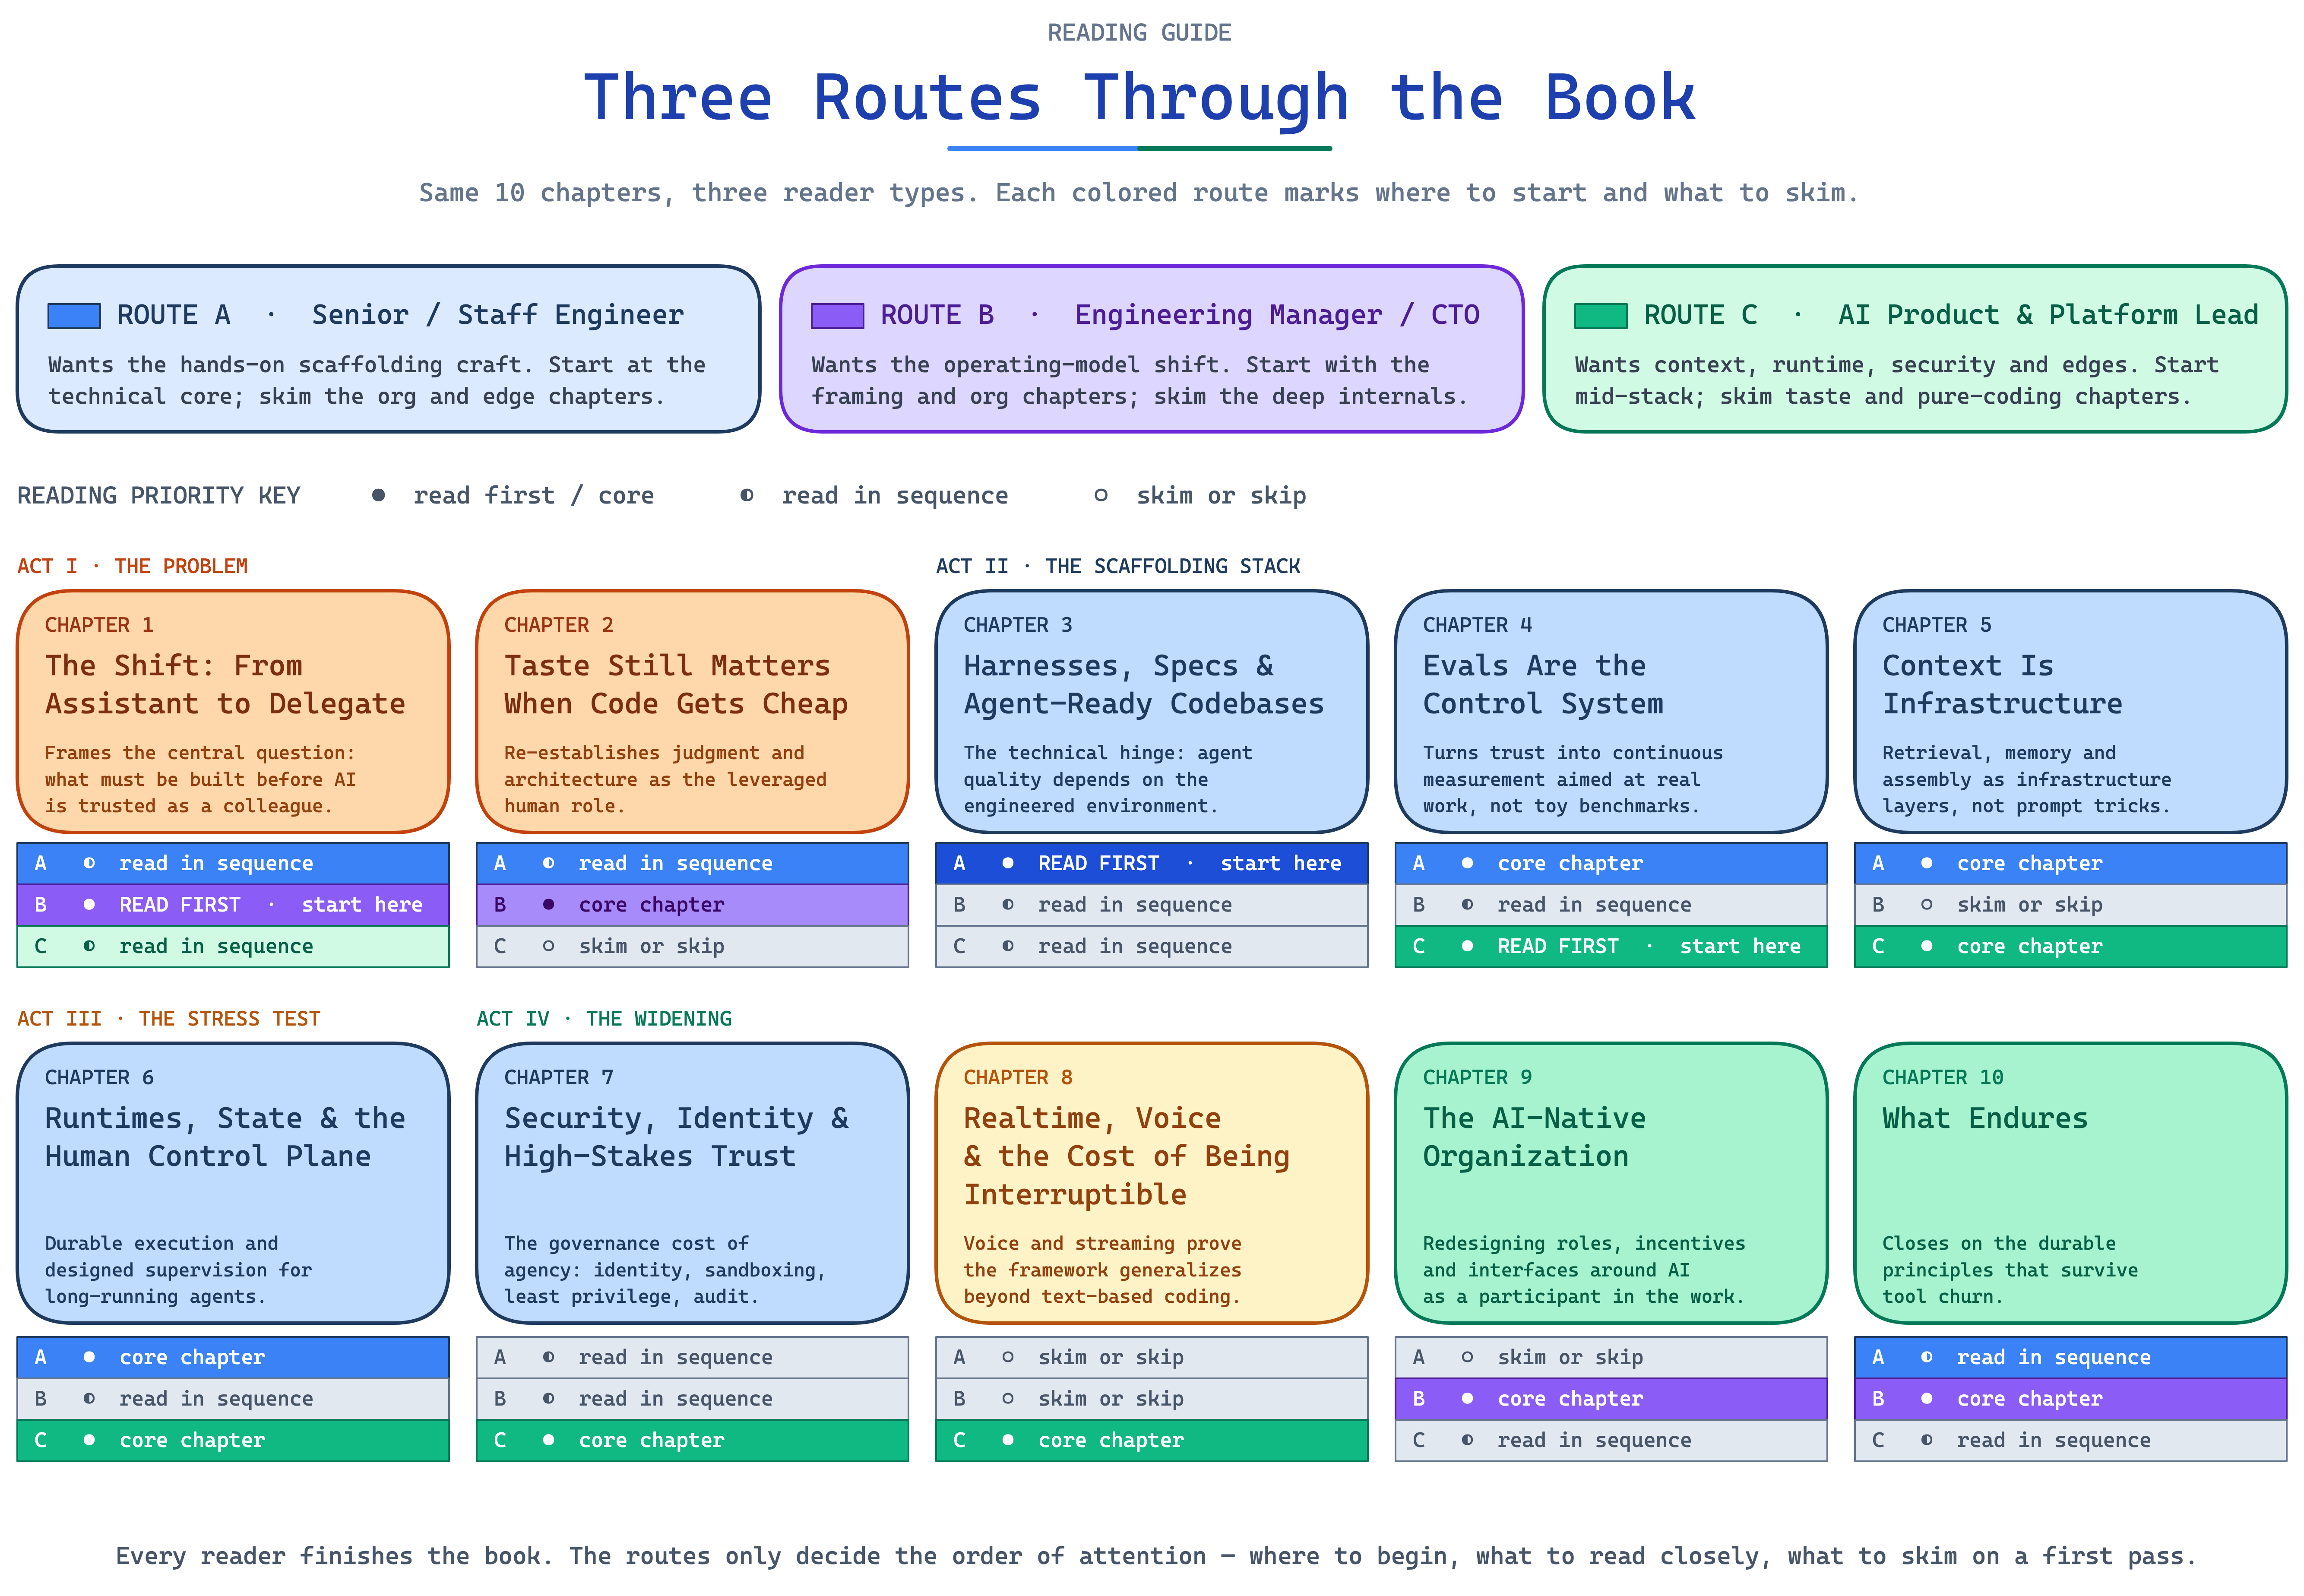 READING GUIDE
Three Routes Through the Book
Same 10 chapters, three reader types. Each colored route marks where to start and what to skim.
ROUTE A · Senior / Staff Engineer
Wants the hands-on scaffolding craft. Start at the
technical core; skim the org and edge chapters.
ROUTE B · Engineering Manager / CTO
Wants the operating-model shift. Start with the
framing and org chapters; skim the deep internals.
ROUTE C · AI Product & Platform Lead
Wants context, runtime, security and edges. Start
mid-stack; skim taste and pure-coding chapters.
READING PRIORITY KEY ● read first / core ◐ read in sequence ○ skim or skip
ACT I · THE PROBLEM
CHAPTER 1
The Shift: From
Assistant to Delegate
Frames the central question:
what must be built before AI
is trusted as a colleague.
A ◐ read in sequence
B ● READ FIRST · start here
C ◐ read in sequence
CHAPTER 2
Taste Still Matters
When Code Gets Cheap
Re-establishes judgment and
architecture as the leveraged
human role.
A ◐ read in sequence
B ● core chapter
C ○ skim or skip
ACT II · THE SCAFFOLDING STACK
CHAPTER 3
Harnesses, Specs &
Agent-Ready Codebases
The technical hinge: agent
quality depends on the
engineered environment.
A ● READ FIRST · start here
B ◐ read in sequence
C ◐ read in sequence
CHAPTER 4
Evals Are the
Control System
Turns trust into continuous
measurement aimed at real
work, not toy benchmarks.
A ● core chapter
B ◐ read in sequence
C ● READ FIRST · start here
CHAPTER 5
Context Is
Infrastructure
Retrieval, memory and
assembly as infrastructure
layers, not prompt tricks.
A ● core chapter
B ○ skim or skip
C ● core chapter
ACT III · THE STRESS TEST
CHAPTER 6
Runtimes, State & the
Human Control Plane
Durable execution and
designed supervision for
long-running agents.
A ● core chapter
B ◐ read in sequence
C ● core chapter
ACT IV · THE WIDENING
CHAPTER 7
Security, Identity &
High-Stakes Trust
The governance cost of
agency: identity, sandboxing,
least privilege, audit.
A ◐ read in sequence
B ◐ read in sequence
C ● core chapter
CHAPTER 8
Realtime, Voice
& the Cost of Being
Interruptible
Voice and streaming prove
the framework generalizes
beyond text-based coding.
A ○ skim or skip
B ○ skim or skip
C ● core chapter
CHAPTER 9
The AI-Native
Organization
Redesigning roles, incentives
and interfaces around AI
as a participant in the work.
A ○ skim or skip
B ● core chapter
C ◐ read in sequence
CHAPTER 10
What Endures
Closes on the durable
principles that survive
tool churn.
A ◐ read in sequence
B ● core chapter
C ◐ read in sequence
Every reader finishes the book. The routes only decide the order of attention — where to begin, what to read closely, what to skim on a first pass.